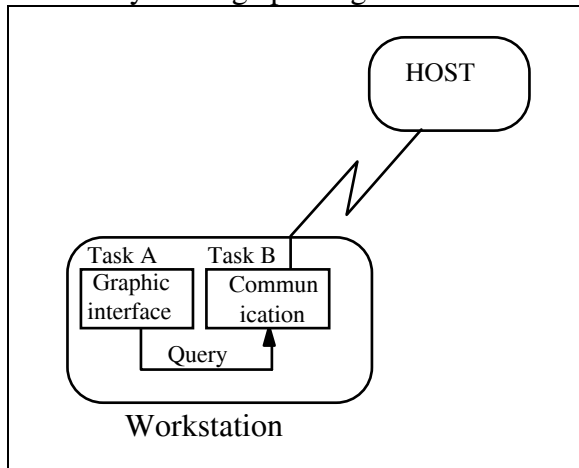 HOST
Task A Task B
Graphic
interface
Commun
ication
Query
Workstation